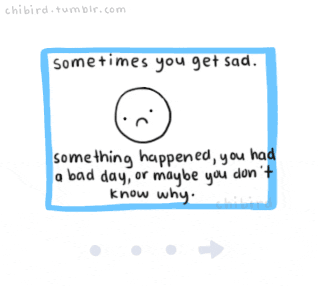 chibird.tumblr.com
sometimes you get sad.
something happened, you had
a bad day, or maybe you don't
know why.
chibird